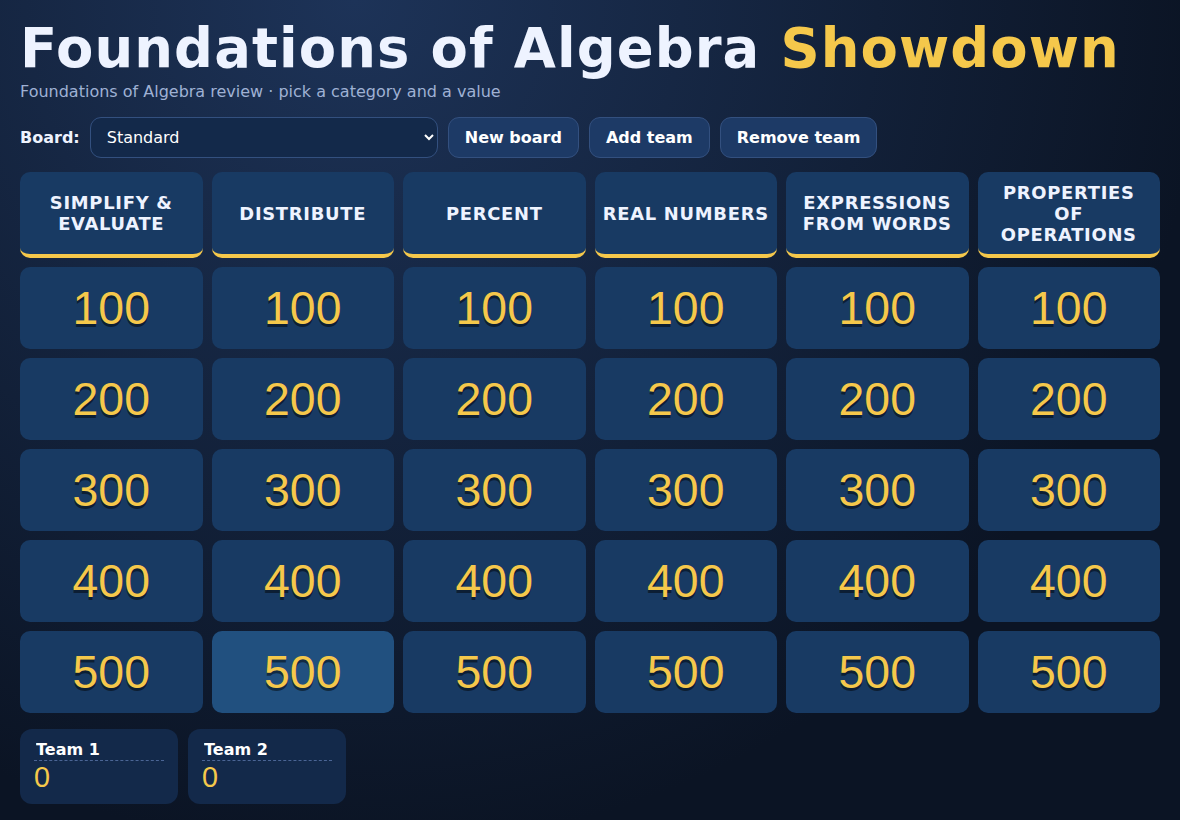 Foundations of Algebra Showdown
Foundations of Algebra review · pick a category and a value
Board: Standard New board Add team Remove team
SIMPLIFY &
EVALUATE
DISTRIBUTE
PERCENT
REAL NUMBERS
EXPRESSIONS
FROM WORDS
PROPERTIES
OF
OPERATIONS
100 100 100 100 100 100
200 200 200 200 200 200
300 300 300 300 300 300
400 400 400 400 400 400
500 500 500 500 500 500
Team 1 Team 2
0 0